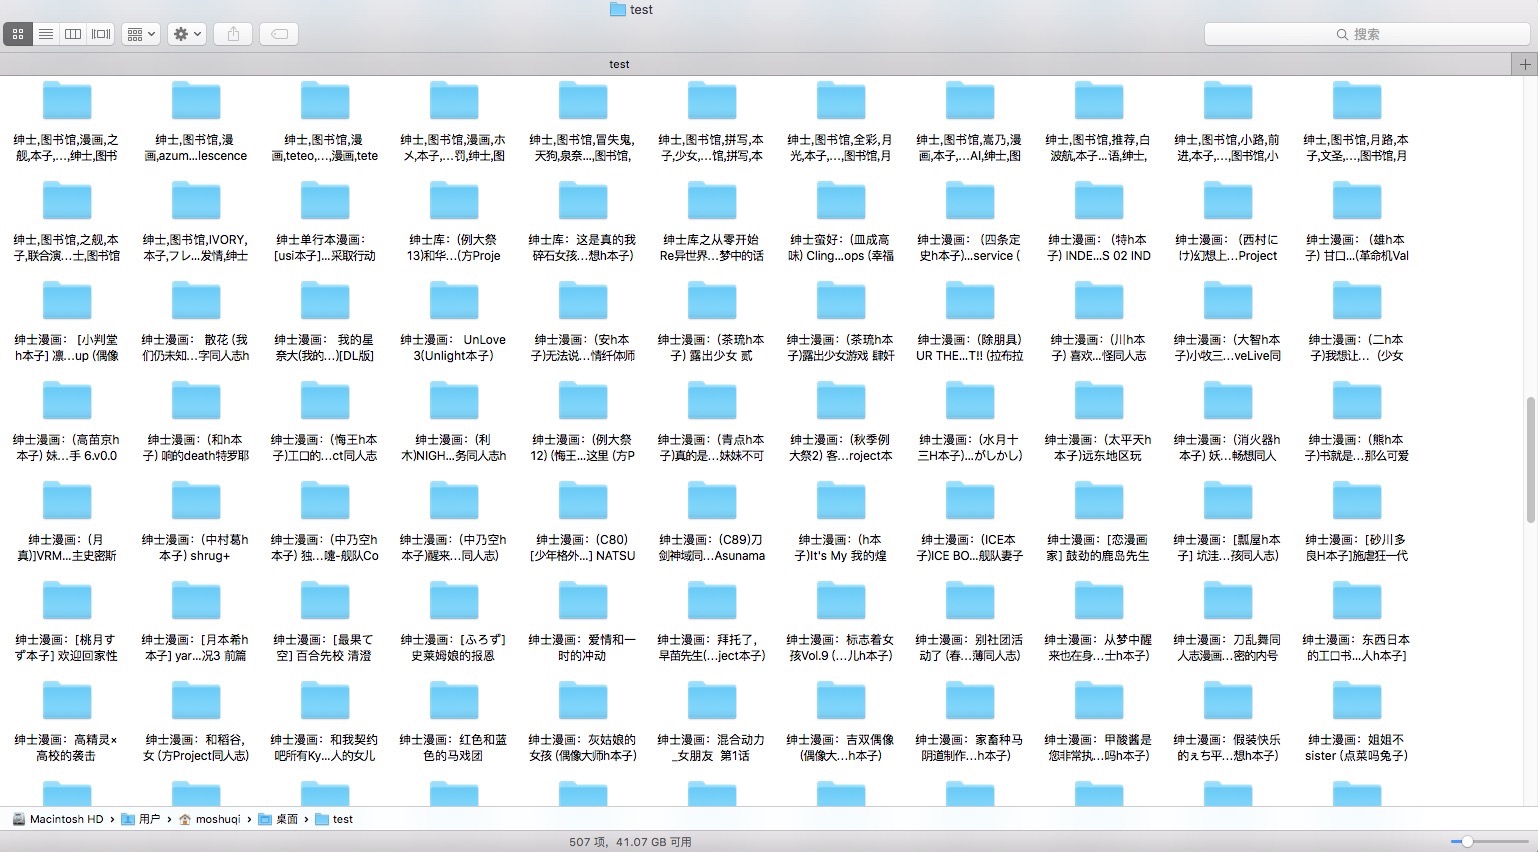 test
搜索
test
绅士,图书馆,漫画,之
舰,本子,...,绅士,图书
绅士,图书馆,漫
画,azum...lescence
绅士,图书馆,漫
画,teteo,...,漫画,tete
绅士,图书馆,漫画,ホ
メ,本子,...罚,绅士,图
绅士,图书馆,冒失鬼,
天狗,泉奈...,图书馆,
绅士,图书馆,拼写,本
子,少女,...馆,拼写,本
绅士,图书馆,全彩,月
光,本子,...,图书馆,月
绅士,图书馆,嵩乃,漫
画,本子,...AI,绅士,图
绅士,图书馆,推荐,白
波航,本子...语,绅士,
绅士,图书馆,小路,前
进,本子,...,图书馆,小
绅士,图书馆,月路,本
子,文圣,...,图书馆,月
绅士,图书馆,之舰,本
子,联合演...士,图书馆
绅士,图书馆,IVORY,
本子,フレ...发情,绅士
绅士单行本漫画：
[usi本子]...采取行动
绅士库：(例大祭
13)和华...(方Proje
绅士库：这是真的我
碎石女孩...想h本子)
绅士库之从零开始
Re异世界...梦中的话
绅士蛮好：(皿成高
味) Cling...ops (幸福
绅士漫画：(四条定
史h本子)...service (
绅士漫画：(特h本
子) INDE...S 02 IND
绅士漫画：(西村に
け)幻想上...Project
绅士漫画：(雄h本
子) 甘口...(革命机Val
绅士漫画： [小判堂
h本子] 凛...up (偶像
绅士漫画： 散花 (我
们仍未知...字同人志h
绅士漫画： 我的星
奈大(我的...)[DL版]
绅士漫画： UnLove
3(Unlight本子)
绅士漫画：(安h本
子)无法说...情纤体师
绅士漫画：(茶琉h本
子) 露出少女 贰
绅士漫画：(茶琉h本
子)露出少女游戏 肆奸
绅士漫画：(除朋具)
UR THE...T!! (拉布拉
绅士漫画：(川h本
子) 喜欢...怪同人志
绅士漫画：(大智h本
子)小牧三...veLive同
绅士漫画：(二h本
子)我想让... (少女
绅士漫画：(高苗京h
本子) 妹...手 6.v0.0
绅士漫画：(和h本
子) 响的death特罗耶
绅士漫画：(悔王h本
子)工口的...ct同人志
绅士漫画：(利
木)NIGH...务同人志h
绅士漫画：(例大祭
12) (悔王...这里 (方P
绅士漫画：(青点h本
子)真的是...妹妹不可
绅士漫画：(秋季例
大祭2) 客...roject本
绅士漫画：(水月十
三H本子)...がしかし)
绅士漫画：(太平天h
本子)远东地区玩
绅士漫画：(消火器h
本子) 妖...畅想同人
绅士漫画：(熊h本
子)书就是...那么可爱
绅士漫画：(月
真)]VRM...主史密斯
绅士漫画：(中村葛h
本子) shrug+
绅士漫画：(中乃空h
本子) 独...嚏-舰队Co
绅士漫画：(中乃空h
本子)醒来...同人志)
绅士漫画：(C80)
[少年格外...] NATSU
绅士漫画：(C89)刀
剑神域同...Asunama
绅士漫画：(h本
子)It's My 我的煌
绅士漫画：(ICE本
子)ICE BO...舰队妻子
绅士漫画：[恋漫画
家] 鼓劲的鹿岛先生
绅士漫画：[瓢屋h本
子] 坑洼...孩同人志)
绅士漫画：[砂川多
良H本子]施虐狂一代
绅士漫画：[桃月す
ず本子] 欢迎回家性
绅士漫画：[月本希h
本子] yar...况3 前篇
绅士漫画：[最果て
空] 百合先校 清澄
绅士漫画：[ふろず]
史莱姆娘的报恩
绅士漫画：爱情和一
时的冲动
绅士漫画：拜托了,
早苗先生(...ject本子)
绅士漫画：标志着女
孩Vol.9 (...儿h本子)
绅士漫画：别社团活
动了 (春...薄同人志)
绅士漫画：从梦中醒
来也在身...士h本子)
绅士漫画：刀乱舞同
人志漫画...密的内号
绅士漫画：东西日本
的工口书...人h本子]
绅士漫画：高精灵×
高校的袭击
绅士漫画：和稻谷,
女 (方Project同人志)
绅士漫画：和我契约
吧所有Ky...人的女儿
绅士漫画：红色和蓝
色的马戏团
绅士漫画：灰姑娘的
女孩 (偶像大师h本子)
绅士漫画：混合动力
_女朋友 第1话
绅士漫画：吉双偶像
(偶像大...h本子)
绅士漫画：家畜种马
阴道制作...h本子)
绅士漫画：甲酸酱是
您非常执...吗h本子)
绅士漫画：假装快乐
的ぇち平...想h本子)
绅士漫画：姐姐不
sister (点菜吗兔子)
Macintosh HD › 用户 › moshuqi › 桌面 › test
507 项, 41.07 GB 可用